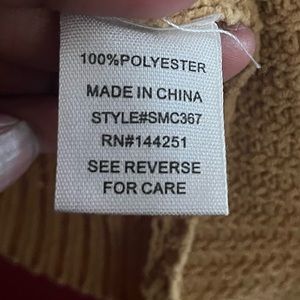 100%POLYESTER
MADE IN CHINA
STYLE#SMC367
RN#144251
SEE REVERSE
FOR CARE